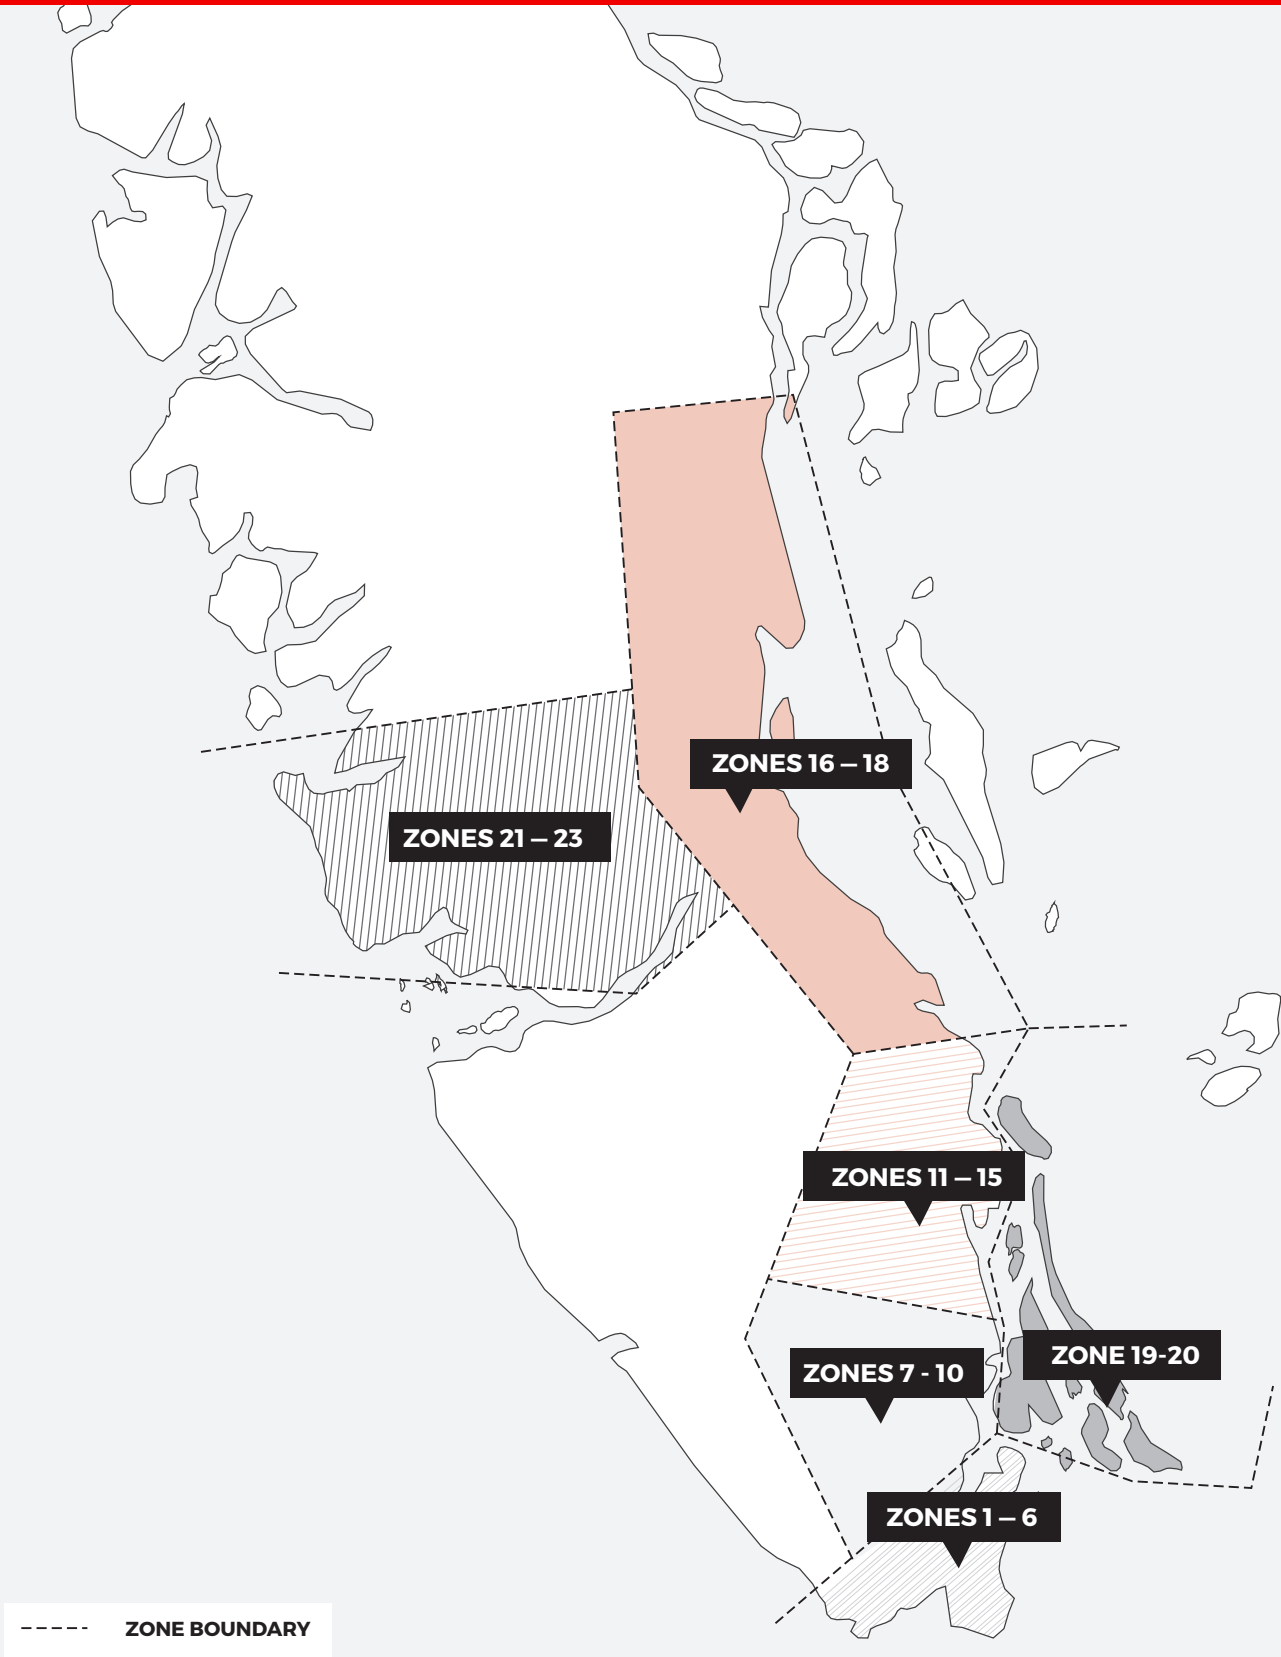 ZONES 16 – 18
ZONES 21 – 23
ZONES 11 – 15
ZONE 19-20
ZONES 7 - 10
ZONES 1 – 6
ZONE BOUNDARY